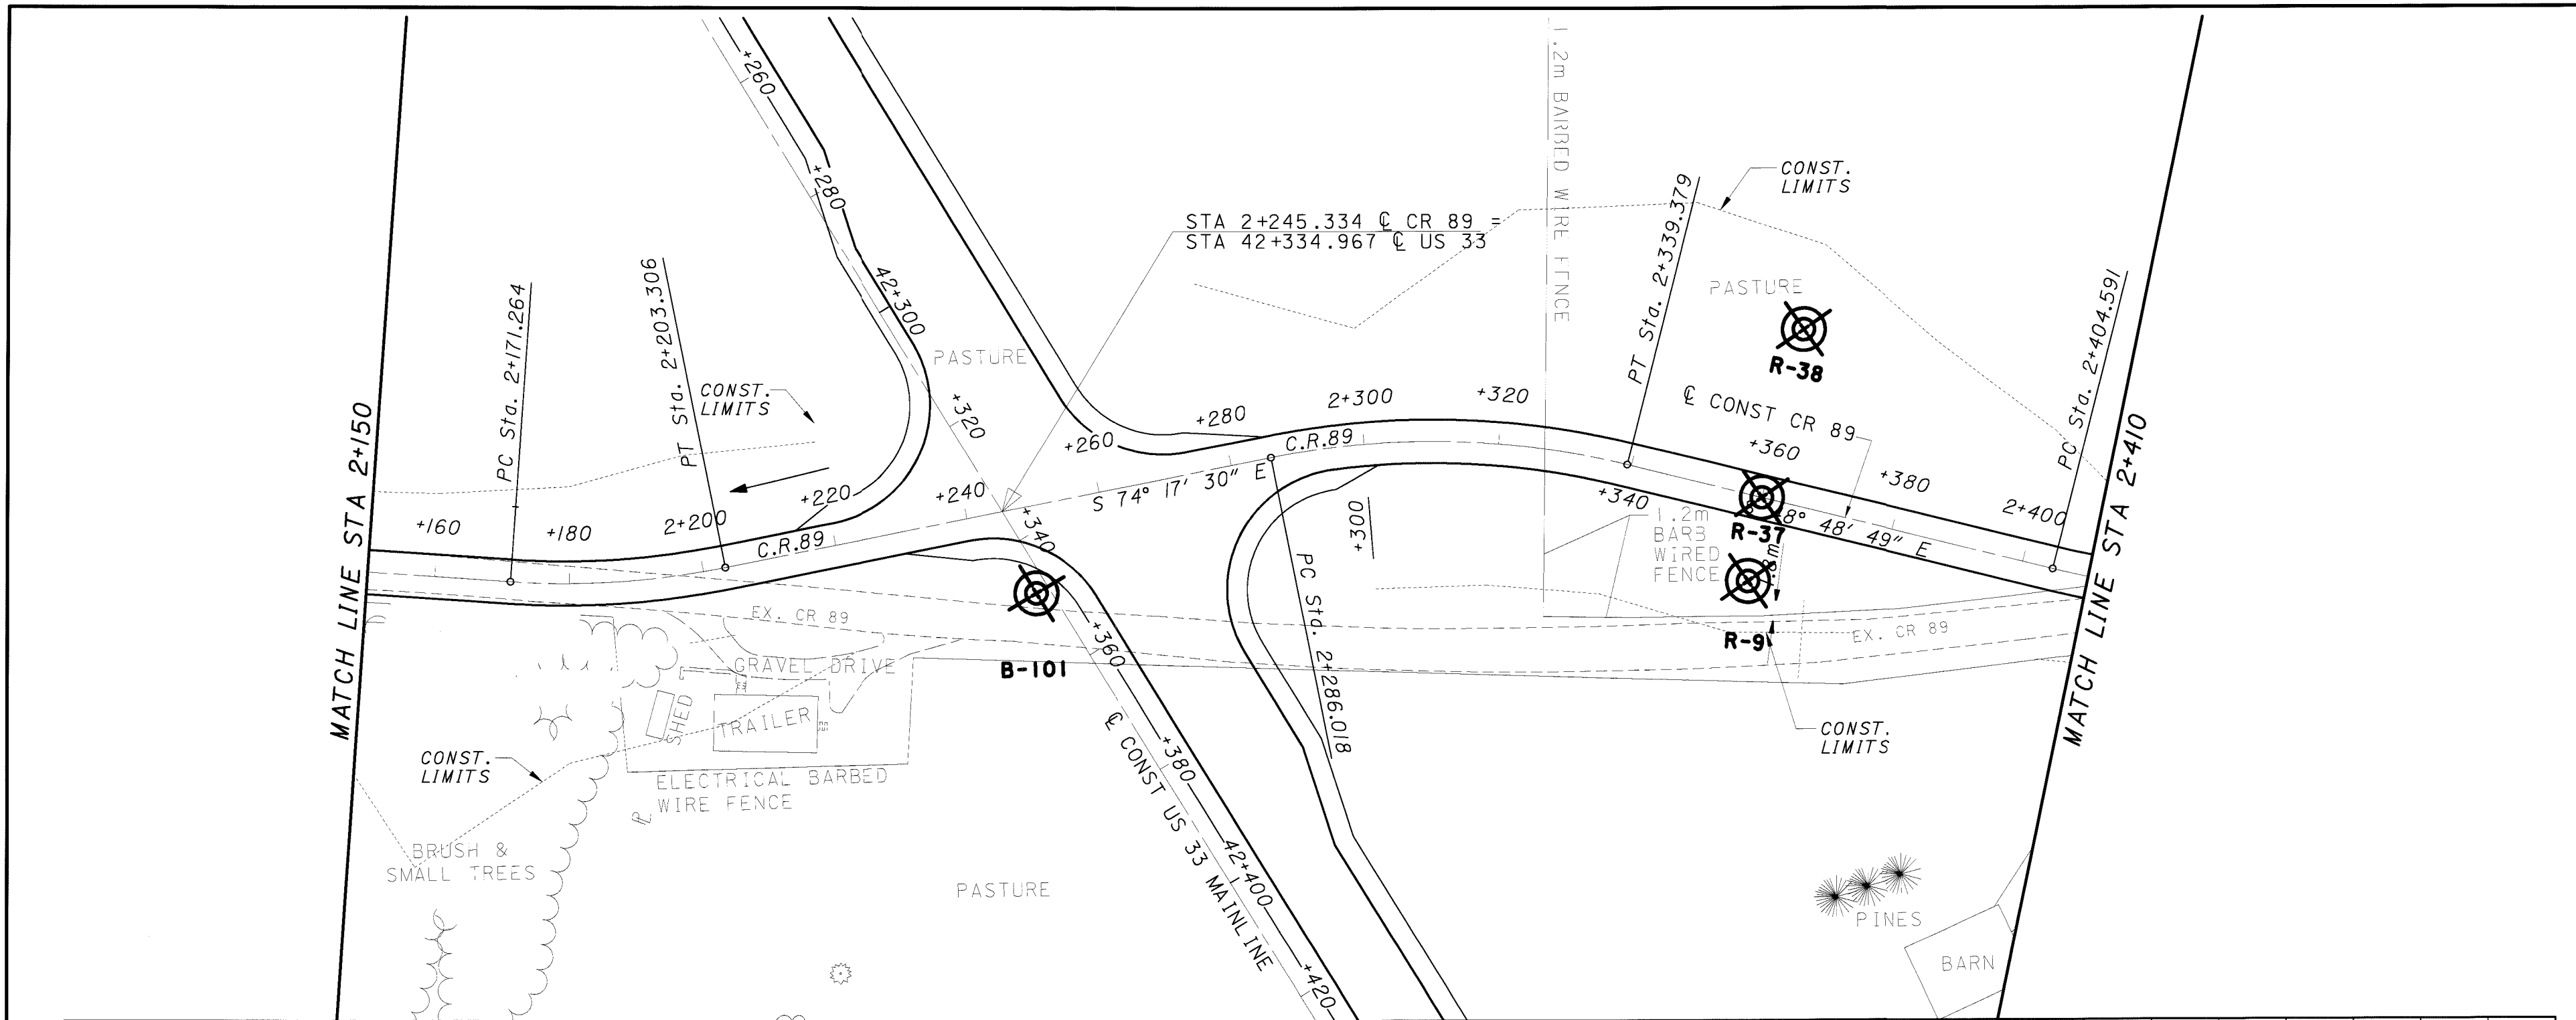 +260
+280
42+300
+320
+340
+360
+380
42+400
+420
℄ CONST US 33 MAINLINE
1.2m BARBED WIRE FENCE
CONST.
LIMITS
STA 2+245.334 ℄ CR 89 =
STA 42+334.967 ℄ US 33
PT Sta. 2+339.379
PASTURE
R-38
PC Sta. 2+404.591
PC Sta. 2+171.264
PT Sta. 2+203.306
CONST.
LIMITS
PASTURE
MATCH LINE STA 2+150
+160
+180
2+200
+220
+240
+260
+280
2+300
+320
+340
+360
+380
2+400
C.R.89
C.R.89
S 74° 17' 30" E
℄ CONST CR 89
48' 49" E
R-37
1.2m
BARB
WIRED
FENCE
1.8m
R-9
+300
PC Sta. 2+286.018
MATCH LINE STA 2+410
EX. CR 89
EX. CR 89
B-101
GRAVEL DRIVE
SHED
TRAILER
CONST.
LIMITS
CONST.
LIMITS
ELECTRICAL BARBED
WIRE FENCE
BRUSH &
SMALL TREES
PASTURE
PINES
BARN